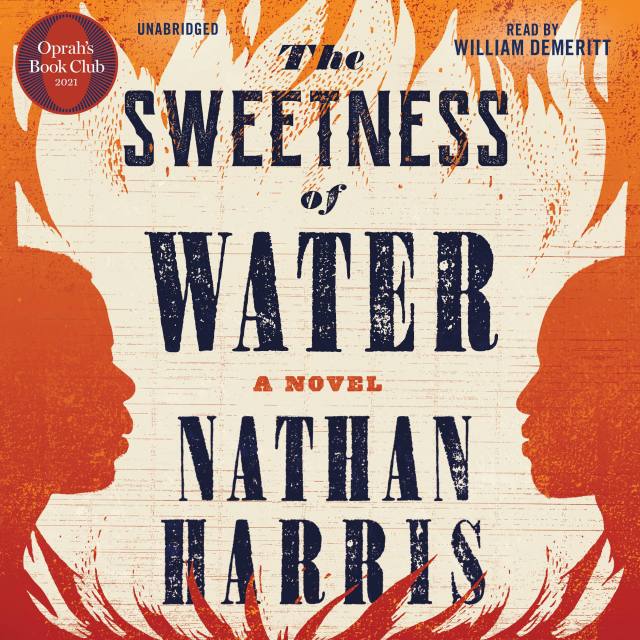 Oprah's
Book Club
2021
UNABRIDGED
READ BY
WILLIAM DEMERITT
The
SWEETNESS
of
WATER
A NOVEL
NATHAN
HARRIS